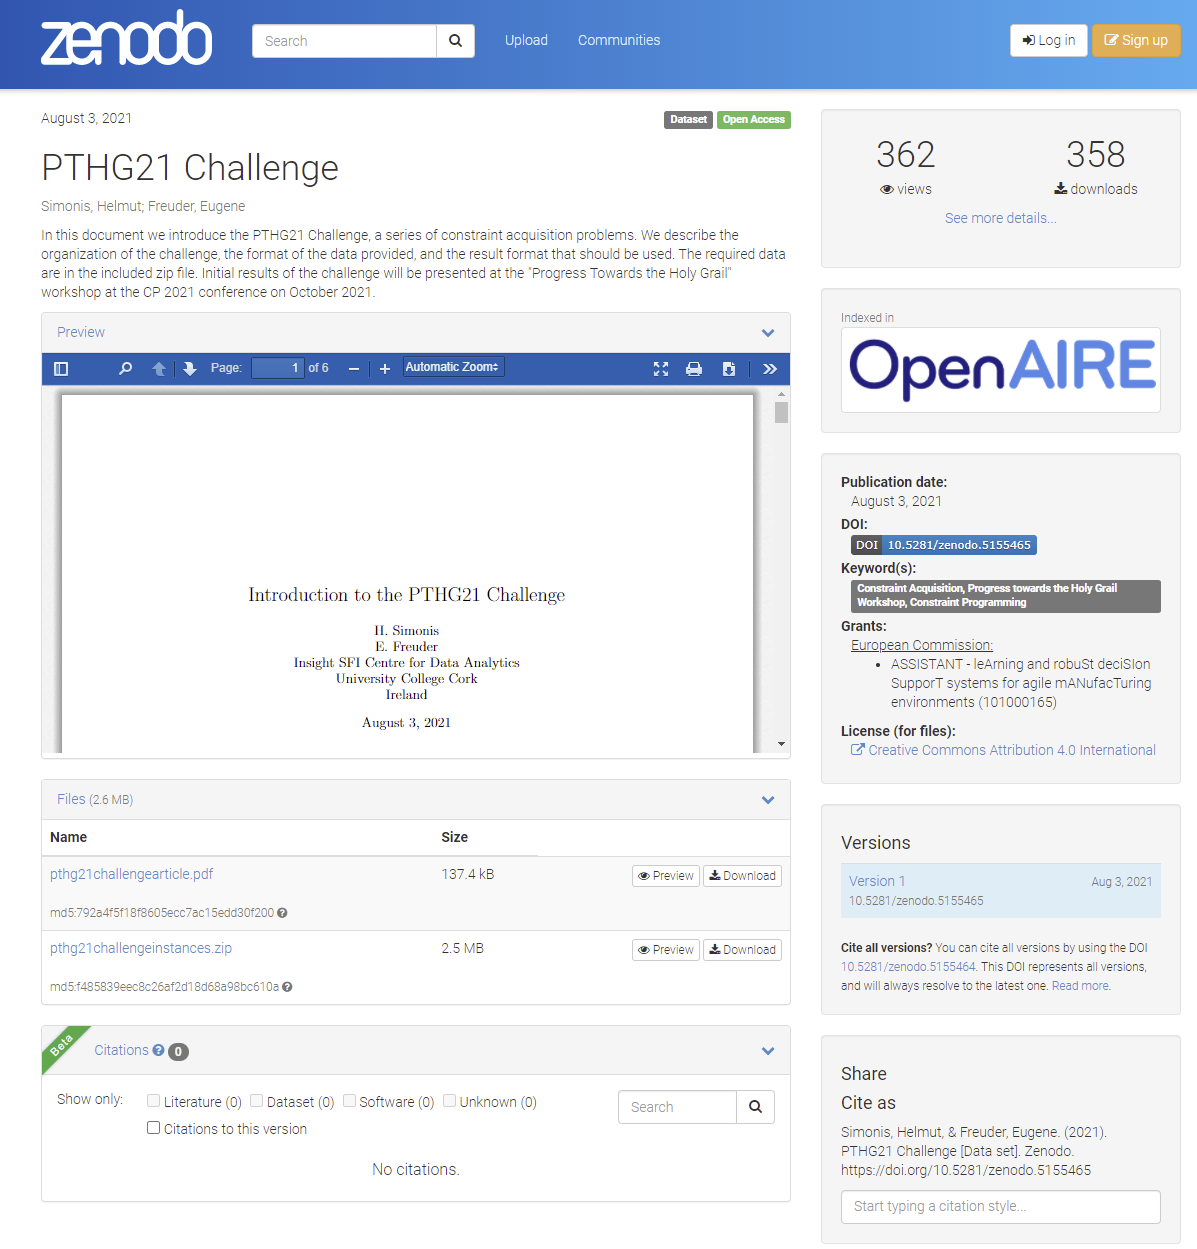 zenodo
Search
Upload
Communities
Log in
Sign up
August 3, 2021
Dataset
Open Access
PTHG21 Challenge
Simonis, Helmut; Freuder, Eugene
In this document we introduce the PTHG21 Challenge, a series of constraint acquisition problems. We describe the
organization of the challenge, the format of the data provided, and the result format that should be used. The required data
are in the included zip file. Initial results of the challenge will be presented at the "Progress Towards the Holy Grail"
workshop at the CP 2021 conference on October 2021.
Preview
Page: 1 of 6
Automatic Zoom
Introduction to the PTHG21 Challenge
H. Simonis
E. Freuder
Insight SFI Centre for Data Analytics
University College Cork
Ireland
August 3, 2021
Files (2.6 MB)
Name Size
pthg21challengearticle.pdf 137.4 kB Preview Download
md5:792a4f5f18f8605ecc7ac15edd30f200
pthg21challengeinstances.zip 2.5 MB Preview Download
md5:f485839eec8c26af2d18d68a98bc610a
Beta
Citations 0
Show only: Literature (0) Dataset (0) Software (0) Unknown (0)
Search
Citations to this version
No citations.
362 358
views downloads
See more details...
Indexed in
OpenAIRE
Publication date:
August 3, 2021
DOI:
DOI 10.5281/zenodo.5155465
Keyword(s):
Constraint Acquisition, Progress towards the Holy Grail
Workshop, Constraint Programming
Grants:
European Commission:
• ASSISTANT - leArning and robuSt deciSIon
SupporT systems for agile mANufacTuring
environments (101000165)
License (for files):
Creative Commons Attribution 4.0 International
Versions
Version 1 Aug 3, 2021
10.5281/zenodo.5155465
Cite all versions? You can cite all versions by using the DOI
10.5281/zenodo.5155464. This DOI represents all versions,
and will always resolve to the latest one. Read more.
Share
Cite as
Simonis, Helmut, & Freuder, Eugene. (2021).
PTHG21 Challenge [Data set]. Zenodo.
https://doi.org/10.5281/zenodo.5155465
Start typing a citation style...